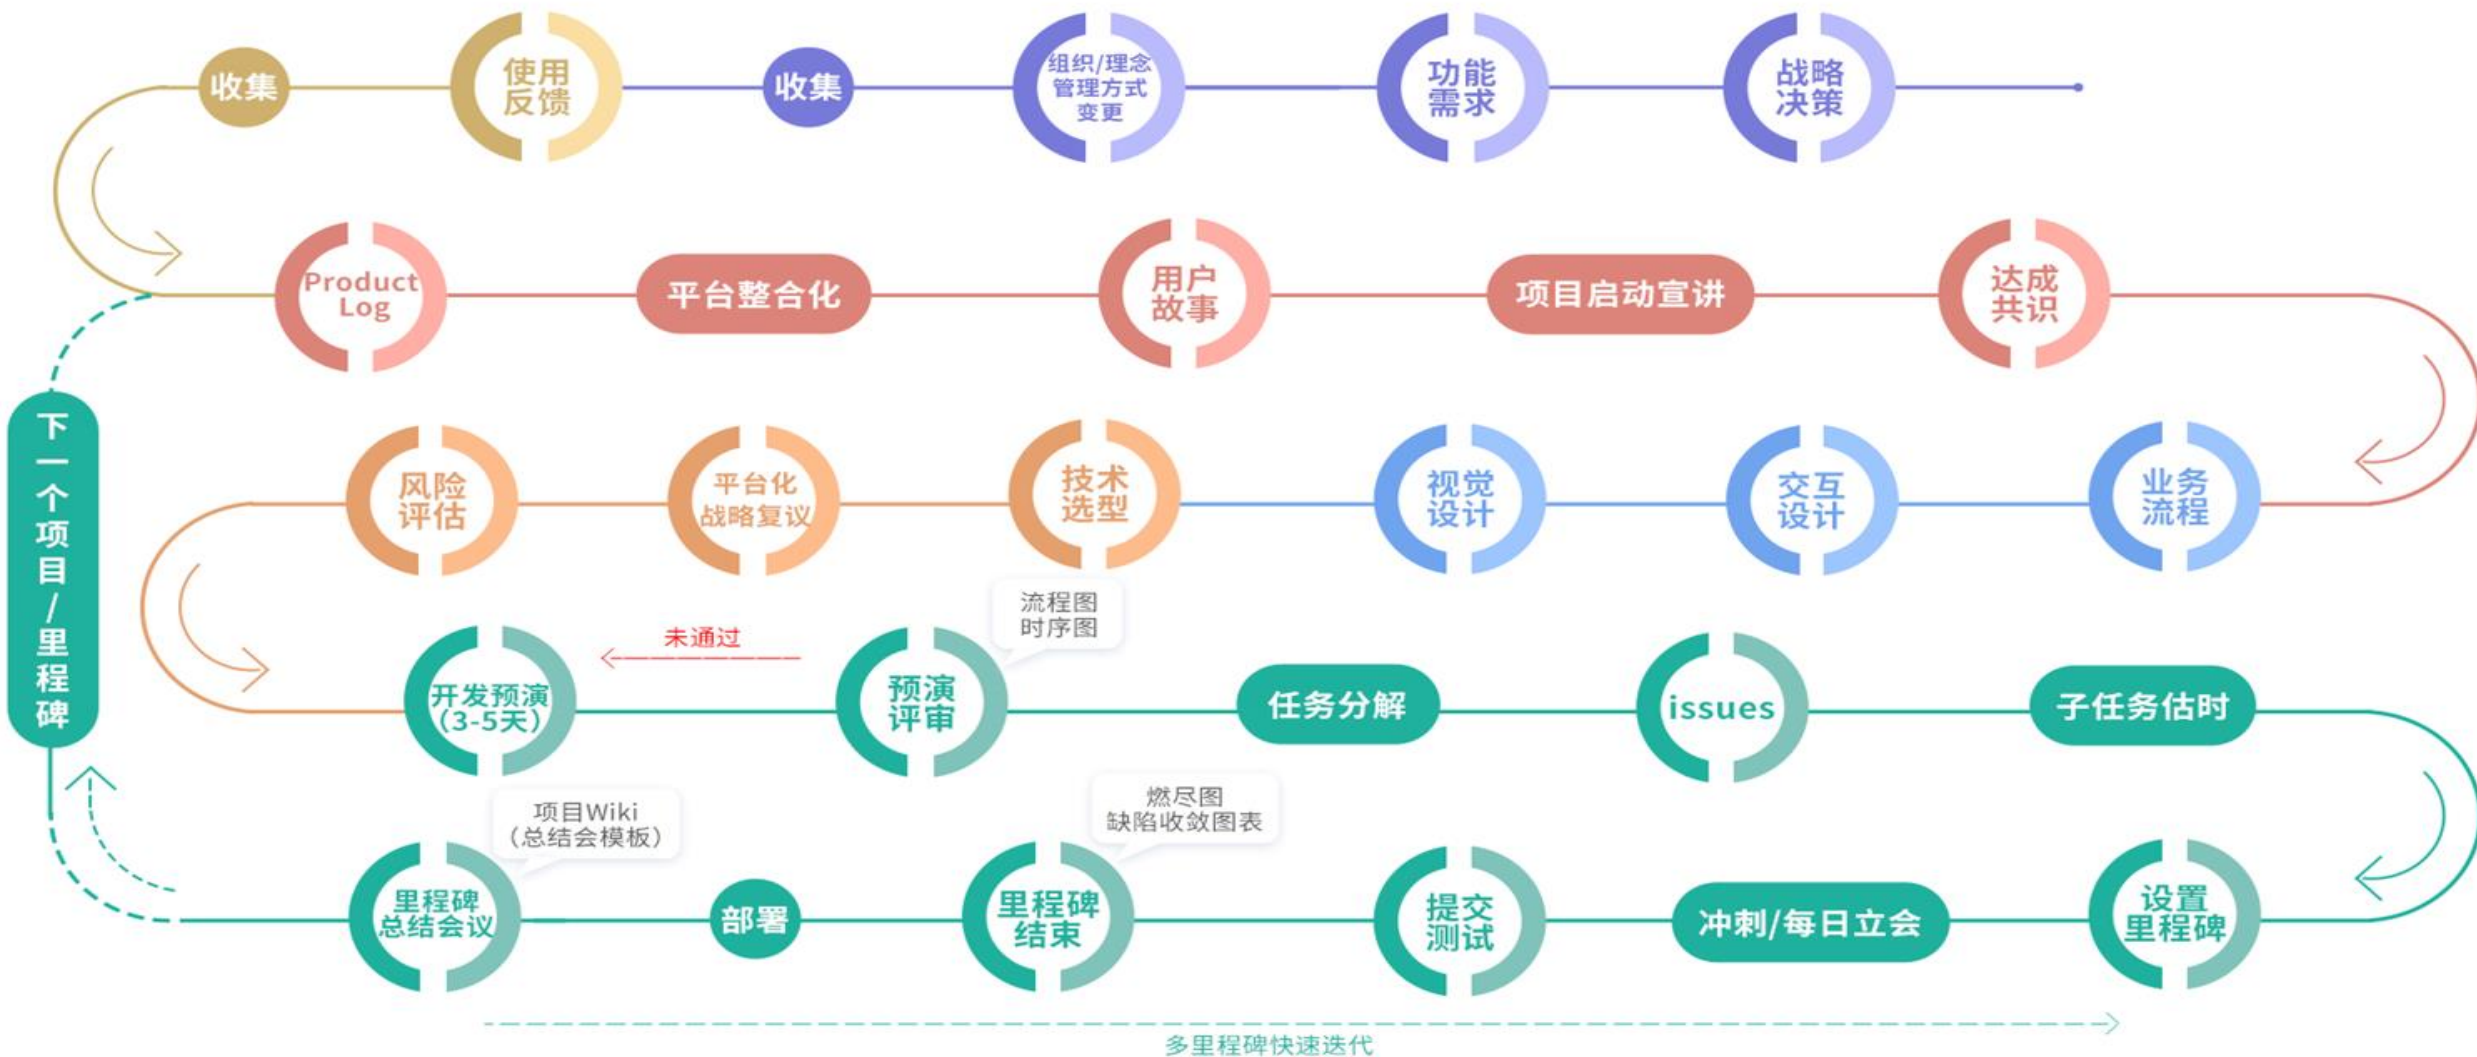 收集
使用
反馈
收集
组织/理念
管理方式
变更
功能
需求
战略
决策
Product
Log
平台整合化
用户
故事
项目启动宣讲
达成
共识
下一个项目/里程碑
风险
评估
平台化
战略复议
技术
选型
视觉
设计
交互
设计
业务
流程
流程图
时序图
开发预演
（3-5天）
未通过
预演
评审
任务分解
issues
子任务估时
项目Wiki
（总结会模板）
燃尽图
缺陷收敛图表
里程碑
总结会议
部署
里程碑
结束
提交
测试
冲刺/每日立会
设置
里程碑
多里程碑快速迭代